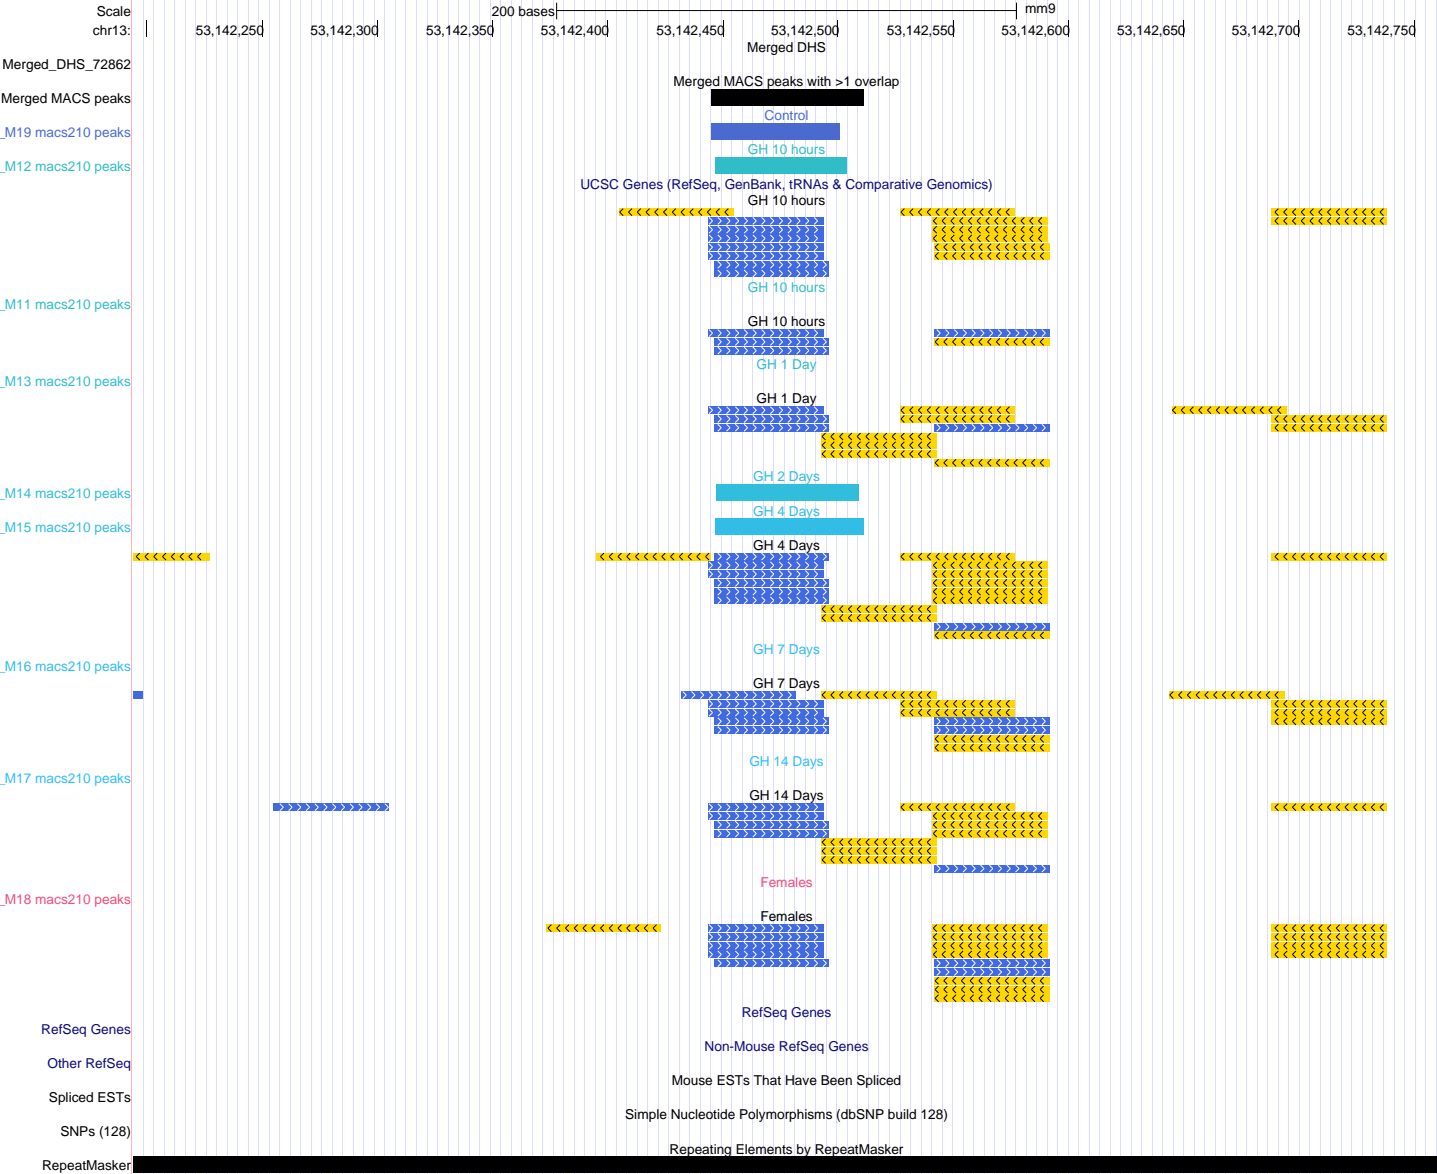 Scale 200 bases mm9
chr13: 53,142,250 53,142,300 53,142,350 53,142,400 53,142,450 53,142,500 53,142,550 53,142,600 53,142,650 53,142,700 53,142,750
Merged DHS
Merged_DHS_72862
Merged MACS peaks with >1 overlap
Merged MACS peaks
Control
_M19 macs210 peaks
GH 10 hours
_M12 macs210 peaks
UCSC Genes (RefSeq, GenBank, tRNAs & Comparative Genomics)
GH 10 hours
GH 10 hours
_M11 macs210 peaks
GH 10 hours
GH 1 Day
_M13 macs210 peaks
GH 1 Day
GH 2 Days
_M14 macs210 peaks
GH 4 Days
_M15 macs210 peaks
GH 4 Days
GH 7 Days
_M16 macs210 peaks
GH 7 Days
GH 14 Days
_M17 macs210 peaks
GH 14 Days
Females
_M18 macs210 peaks
Females
RefSeq Genes
RefSeq Genes
Non-Mouse RefSeq Genes
Other RefSeq
Mouse ESTs That Have Been Spliced
Spliced ESTs
Simple Nucleotide Polymorphisms (dbSNP build 128)
SNPs (128)
Repeating Elements by RepeatMasker
RepeatMasker